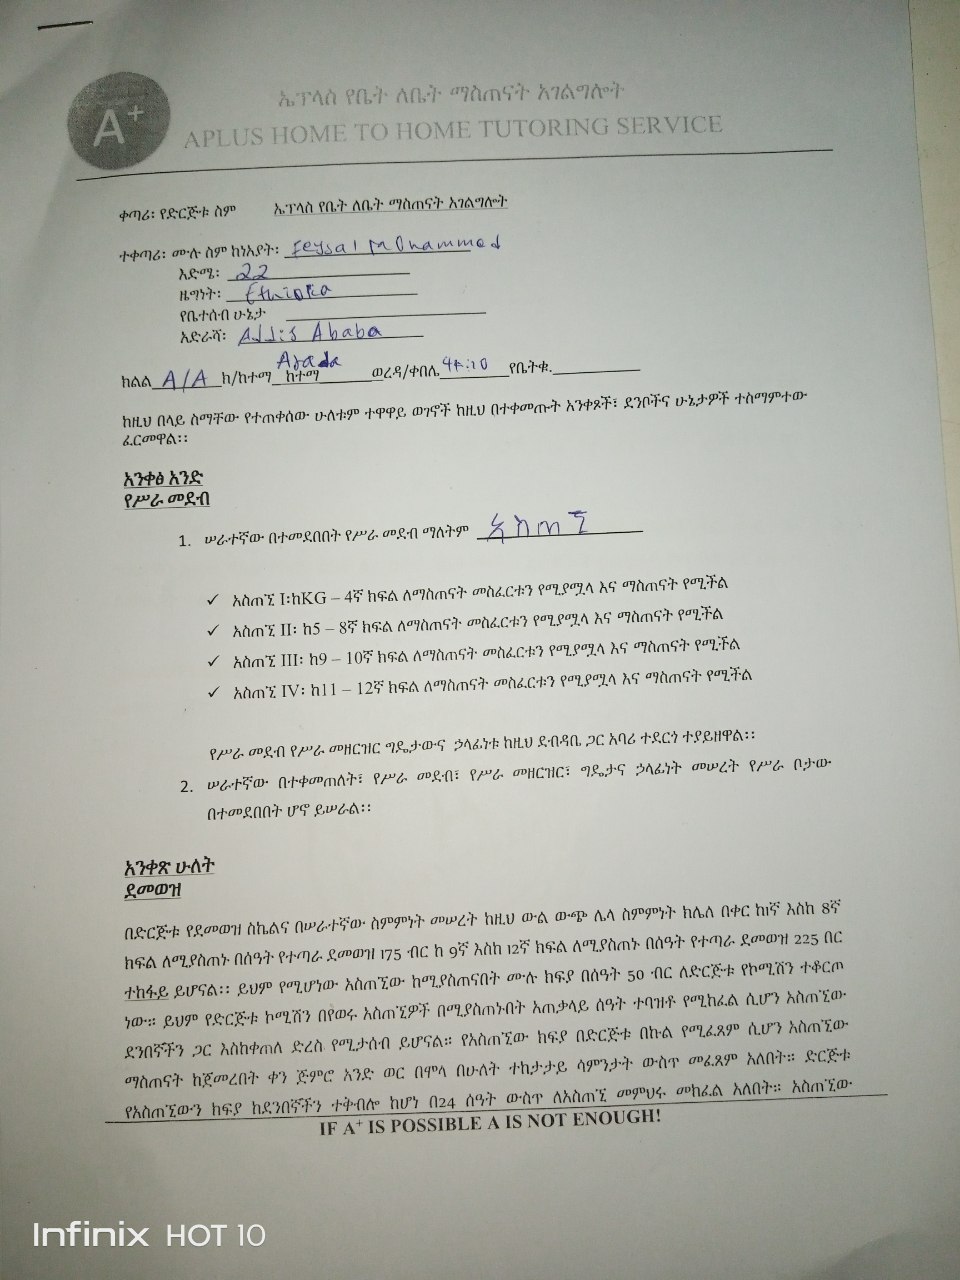 A+
ኤፕላስ የቤት ለቤት ማስጠናት አገልግሎት
APLUS HOME TO HOME TUTORING SERVICE
ቀጣሪ፡ የድርጅቱ ስም ኤፕላስ የቤት ለቤት ማስጠናት አገልግሎት
ተቀጣሪ፡ ሙሉ ስም ከነአያት፡ Feysal Mohammed
እድሜ፡ 22
ዜግነት፡ Ethiopia
የቤተሰብ ሁኔታ
አድራሻ፡ Addis Ababa
ክልል A/A ክ/ከተማ Arada ከተማ ወረዳ/ቀበሌ 4ቱ:10 የቤትቁ.
ከዚህ በላይ ስማቸው የተጠቀሰው ሁለቱም ተዋዋይ ወገኖች ከዚህ በተቀመጡት አንቀጾች፣ ደንቦችና ሁኔታዎች ተስማምተው
ፈርመዋል፡፡
አንቀፅ አንድ
የሥራ መደብ
1. ሠራተኛው በተመደበበት የሥራ መደብ ማለትም አስጠኚ
✓ አስጠኚ I፡ከKG – 4ኛ ክፍል ለማስጠናት መስፈርቱን የሚያሟላ እና ማስጠናት የሚችል
✓ አስጠኚ II፡ ከ5 – 8ኛ ክፍል ለማስጠናት መስፈርቱን የሚያሟላ እና ማስጠናት የሚችል
✓ አስጠኚ III፡ ከ9 – 10ኛ ክፍል ለማስጠናት መስፈርቱን የሚያሟላ እና ማስጠናት የሚችል
✓ አስጠኚ IV፡ ከ11 – 12ኛ ክፍል ለማስጠናት መስፈርቱን የሚያሟላ እና ማስጠናት የሚችል
የሥራ መደብ የሥራ መዘርዝር ግዴታውና ኃላፊነቱ ከዚህ ደብዳቤ ጋር አባሪ ተደርጎ ተያይዘዋል፡፡
2. ሠራተኛው በተቀመጠለት፣ የሥራ መደብ፣ የሥራ መዘርዝር፣ ግዴታና ኃላፊነት መሠረት የሥራ ቦታው
በተመደበበት ሆኖ ይሠራል፡፡
አንቀጽ ሁለት
ደመወዝ
በድርጅቱ የደመወዝ ስኬልና በሠራተኛው ስምምነት መሠረት ከዚህ ውል ውጭ ሌላ ስምምነት ከሌለ በቀር ከ1ኛ እስከ 8ኛ
ክፍል ለሚያስጠኑ በሰዓት የተጣራ ደመወዝ 175 ብር ከ 9ኛ እስከ 12ኛ ክፍል ለሚያስጠኑ በሰዓት የተጣራ ደመወዝ 225 በር
ተከፋይ ይሆናል፡፡ ይህም የሚሆነው አስጠኚው ከሚያስጠናበት ሙሉ ክፍያ በሰዓት 50 ብር ለድርጅቱ የኮሚሽን ተቆርጦ
ነው። ይህም የድርጅቱ ኮሚሽን በየወሩ አስጠኚዎች በሚያስጠኑበት አጠቃላይ ሰዓት ተባዝቶ የሚከፈል ሲሆን አስጠኚው
ደንበኛችን ጋር እስከቀጠለ ድረስ የሚታሰብ ይሆናል። የአስጠኚው ክፍያ በድርጅቱ በኩል የሚፈጸም ሲሆን አስጠኚው
ማስጠናት ከጀመረበት ቀን ጅምሮ አንድ ወር በሞላ በሁለት ተከታታይ ሳምንታት ውስጥ መፈጸም አለበት። ድርጅቱ
የአስጠኚውን ክፍያ ከደንበኛችን ተቅብሎ ከሆነ በ24 ሰዓት ውስጥ ለአስጠኚ መምህሩ መከፈል አለበት። አስጠኚው
IF A+ IS POSSIBLE A IS NOT ENOUGH!
Infinix HOT 10